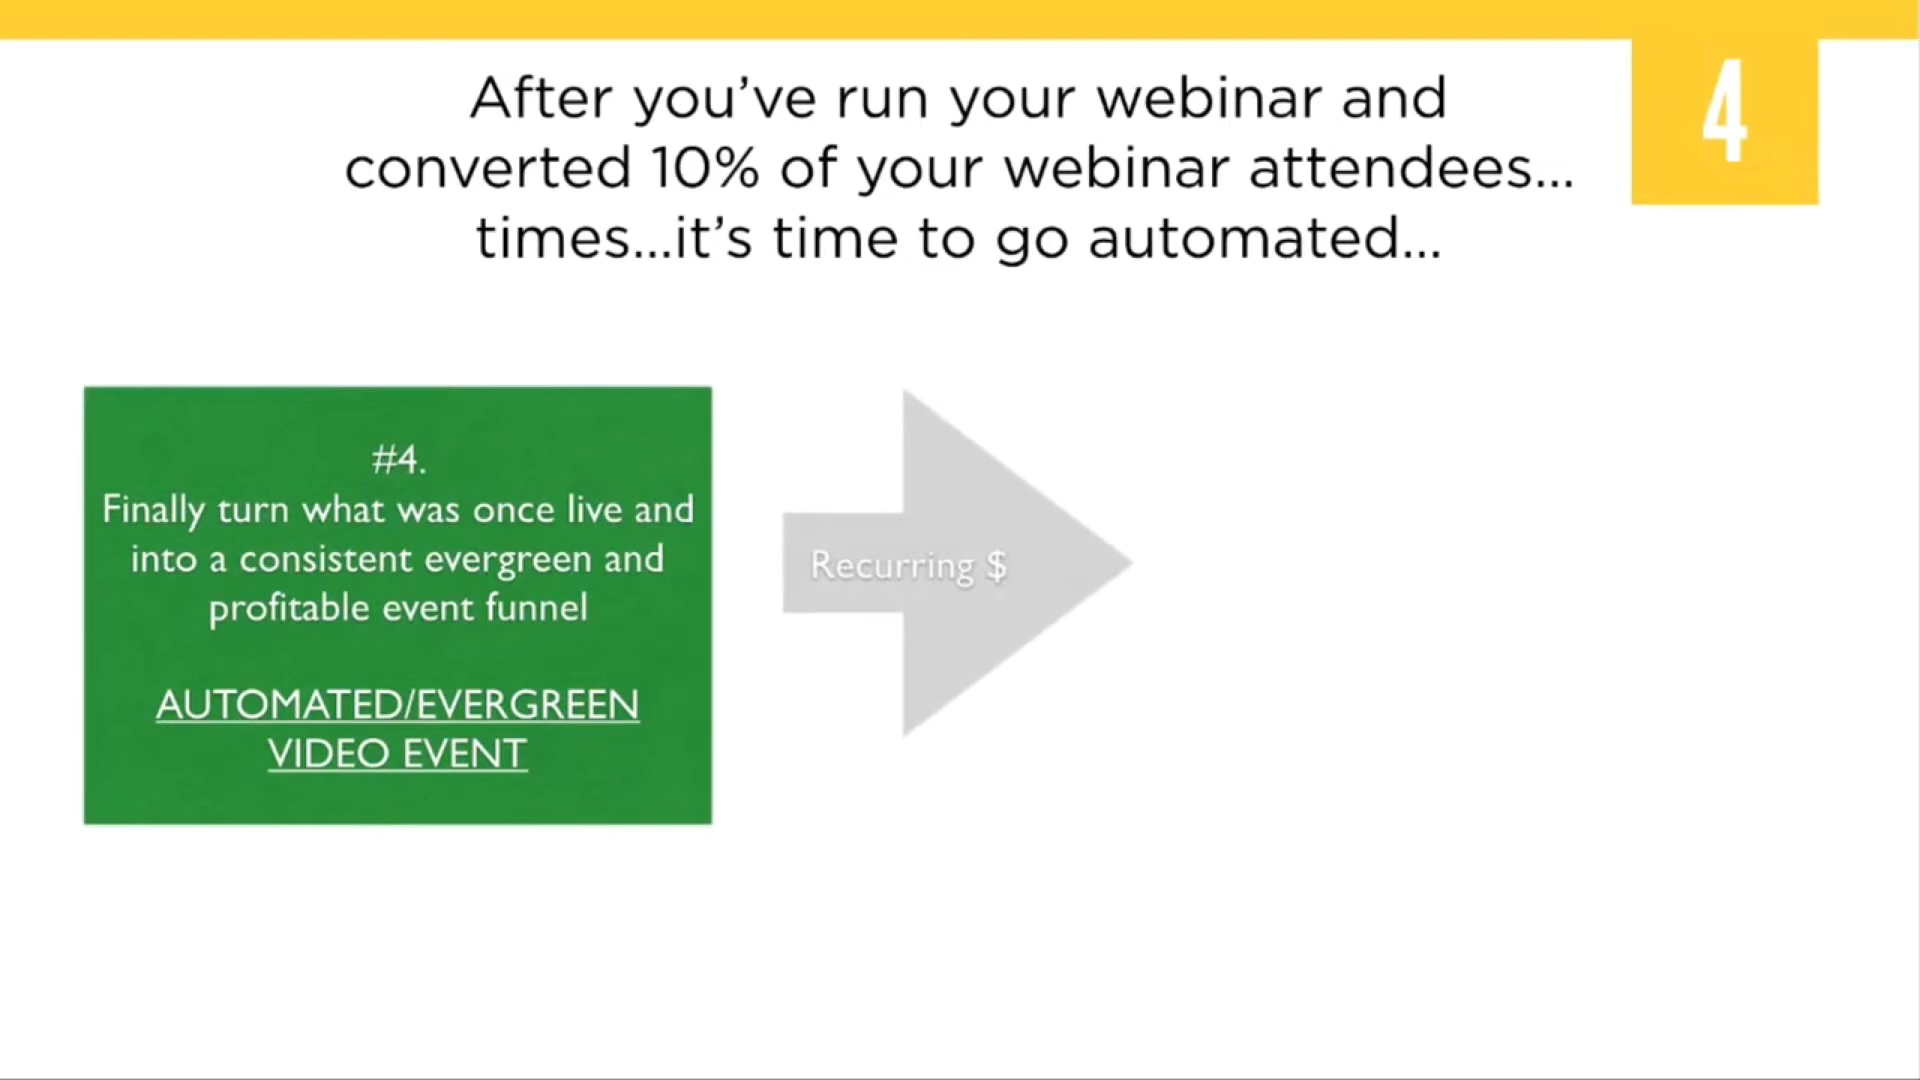 After you’ve run your webinar and
converted 10% of your webinar attendees...
times...it’s time to go automated...
4
#4.
Finally turn what was once live and
into a consistent evergreen and
profitable event funnel
AUTOMATED/EVERGREEN
VIDEO EVENT
Recurring $